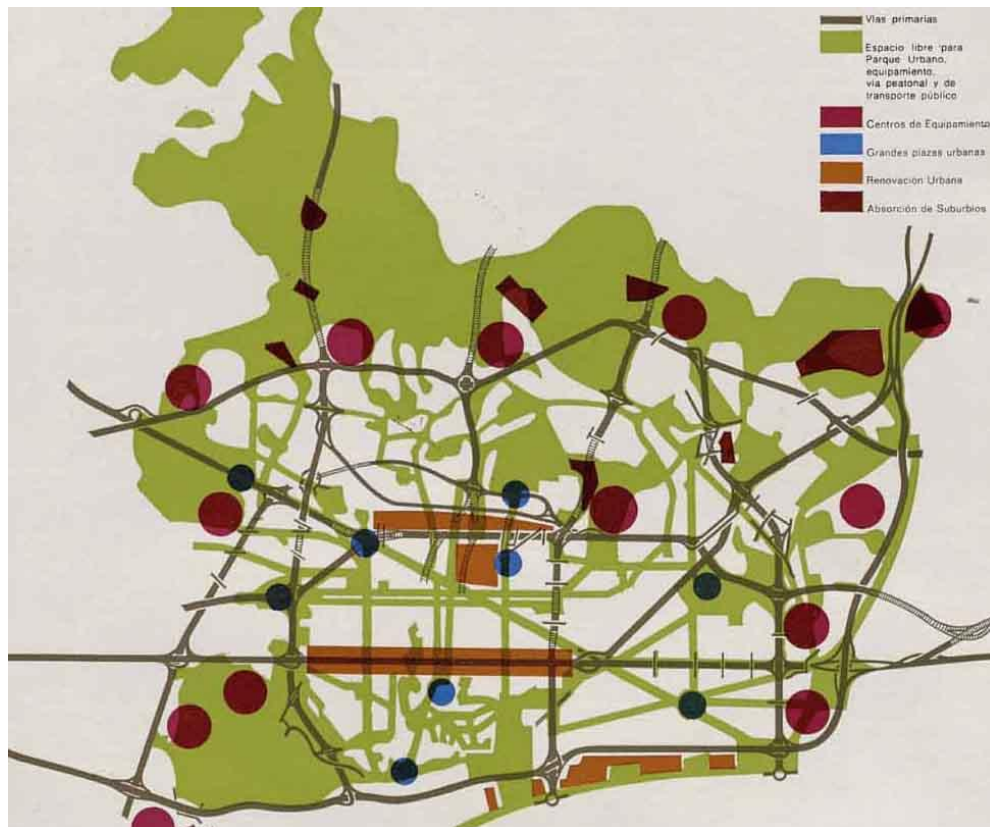 Vías primarias
Espacio libre para
Parque Urbano,
equipamiento,
via peatonal y de
transporte público
Centros de Equipamiento
Grandes plazas urbanas
Renovación Urbana
Absorción de Suburbios